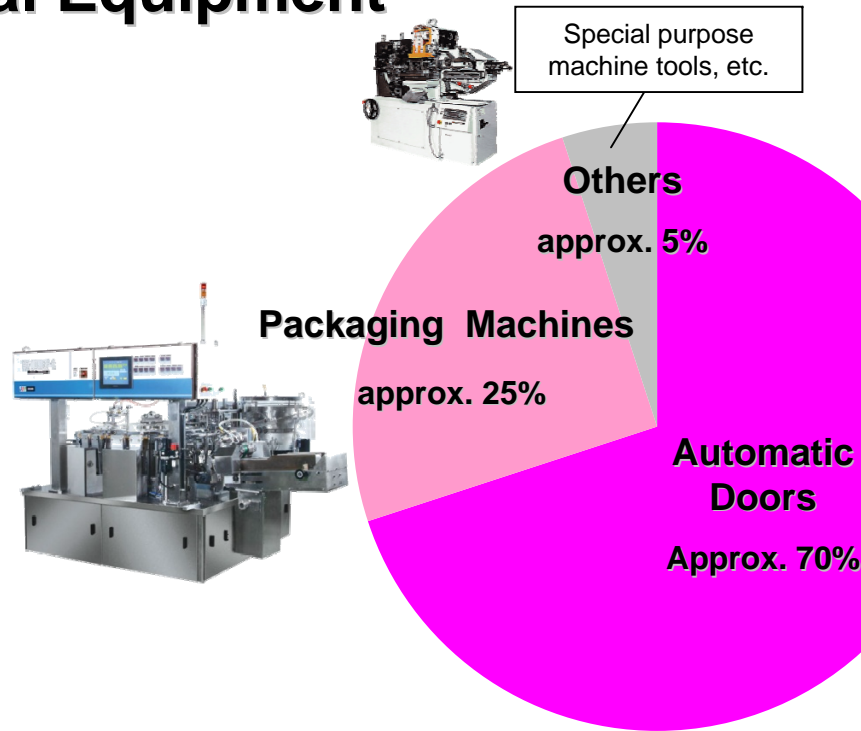 al Equipment
Special purpose
machine tools, etc.
Others
approx. 5%
Packaging Machines
approx. 25%
Automatic
Doors
Approx. 70%